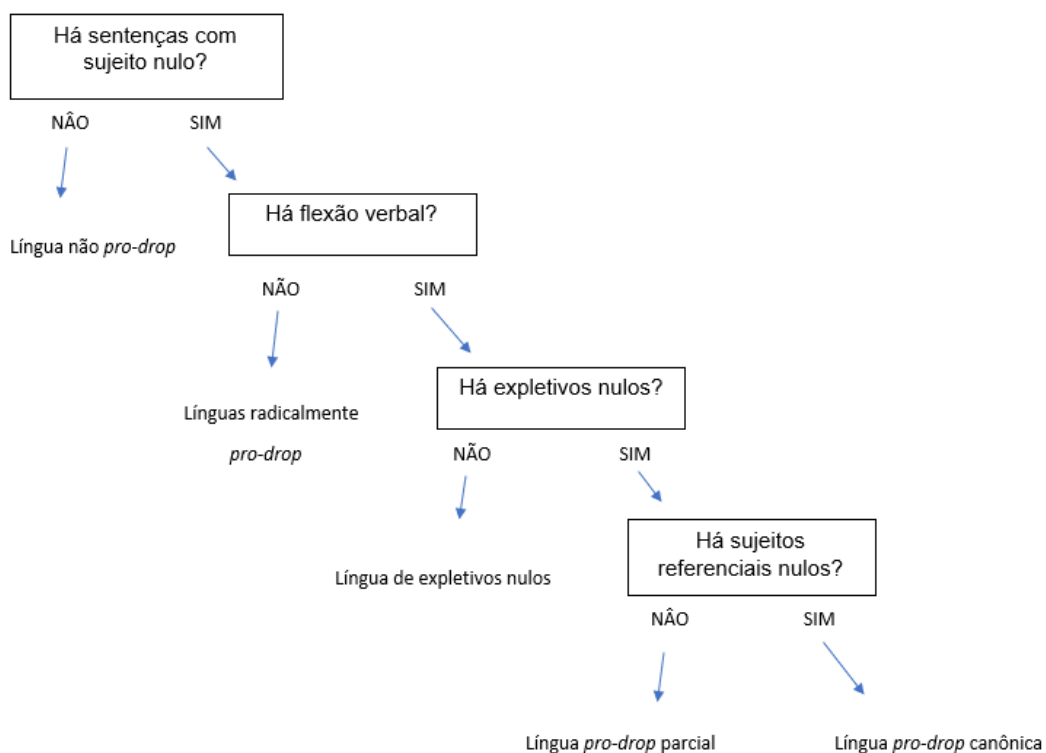 Há sentenças com
sujeito nulo?
NÂO SIM
Há flexão verbal?
Língua não pro-drop
NÃO SIM
Há expletivos nulos?
Línguas radicalmente
pro-drop
NÃO SIM
Há sujeitos
referenciais nulos?
Língua de expletivos nulos
NÂO SIM
Língua pro-drop parcial Língua pro-drop canônica